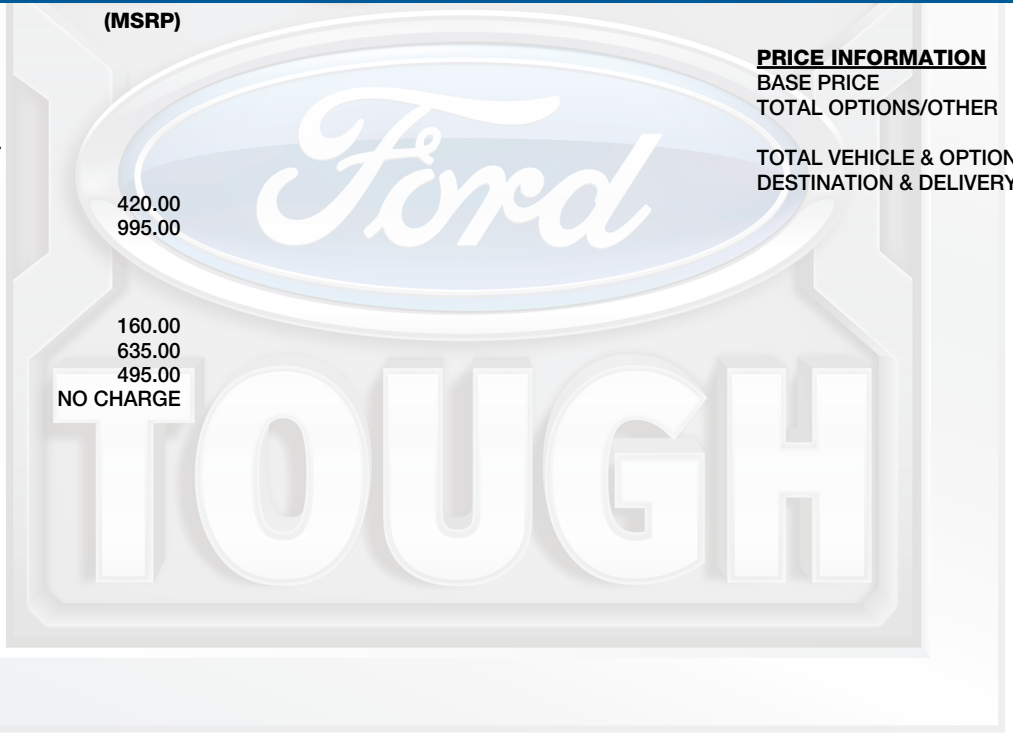 (MSRP)
420.00
995.00
160.00
635.00
495.00
NO CHARGE
PRICE INFORMATION
BASE PRICE
TOTAL OPTIONS/OTHER
TOTAL VEHICLE & OPTION
DESTINATION & DELIVERY
Ford
TOUGH